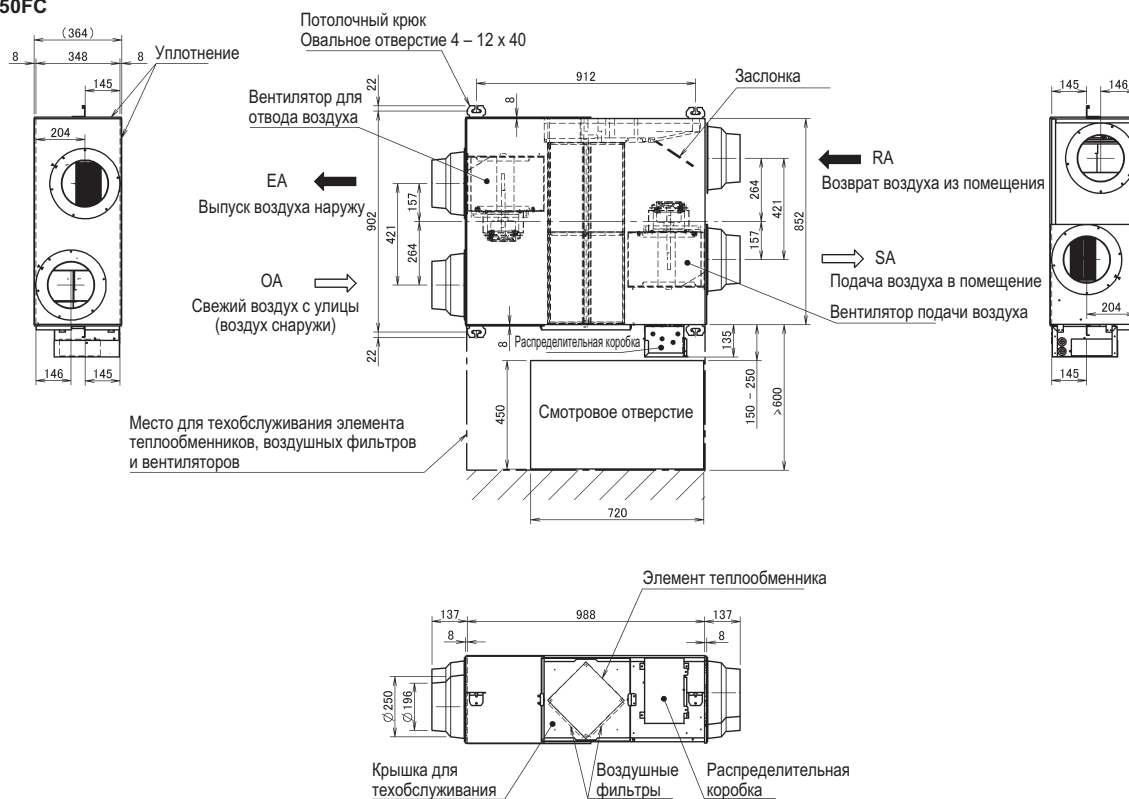 50FC
Потолочный крюк
Овальное отверстие 4 – 12 x 40
(364)
8
348
8
Уплотнение
145
204
146
145
22
Вентилятор для
отвода воздуха
912
8
Заслонка
EA
Выпуск воздуха наружу
157
421
264
902
OA
Свежий воздух с улицы
(воздух снаружи)
22
8
264
421
157
852
RA
Возврат воздуха из помещения
SA
Подача воздуха в помещение
Вентилятор подачи воздуха
145
146
204
145
Распределительная коробка
135
150 - 250
>600
450
Смотровое отверстие
720
Место для техобслуживания элемента
теплообменников, воздушных фильтров
и вентиляторов
Элемент теплообменника
137
988
137
8
8
∅250
∅196
Крышка для
техобслуживания
Воздушные
фильтры
Распределительная
коробка